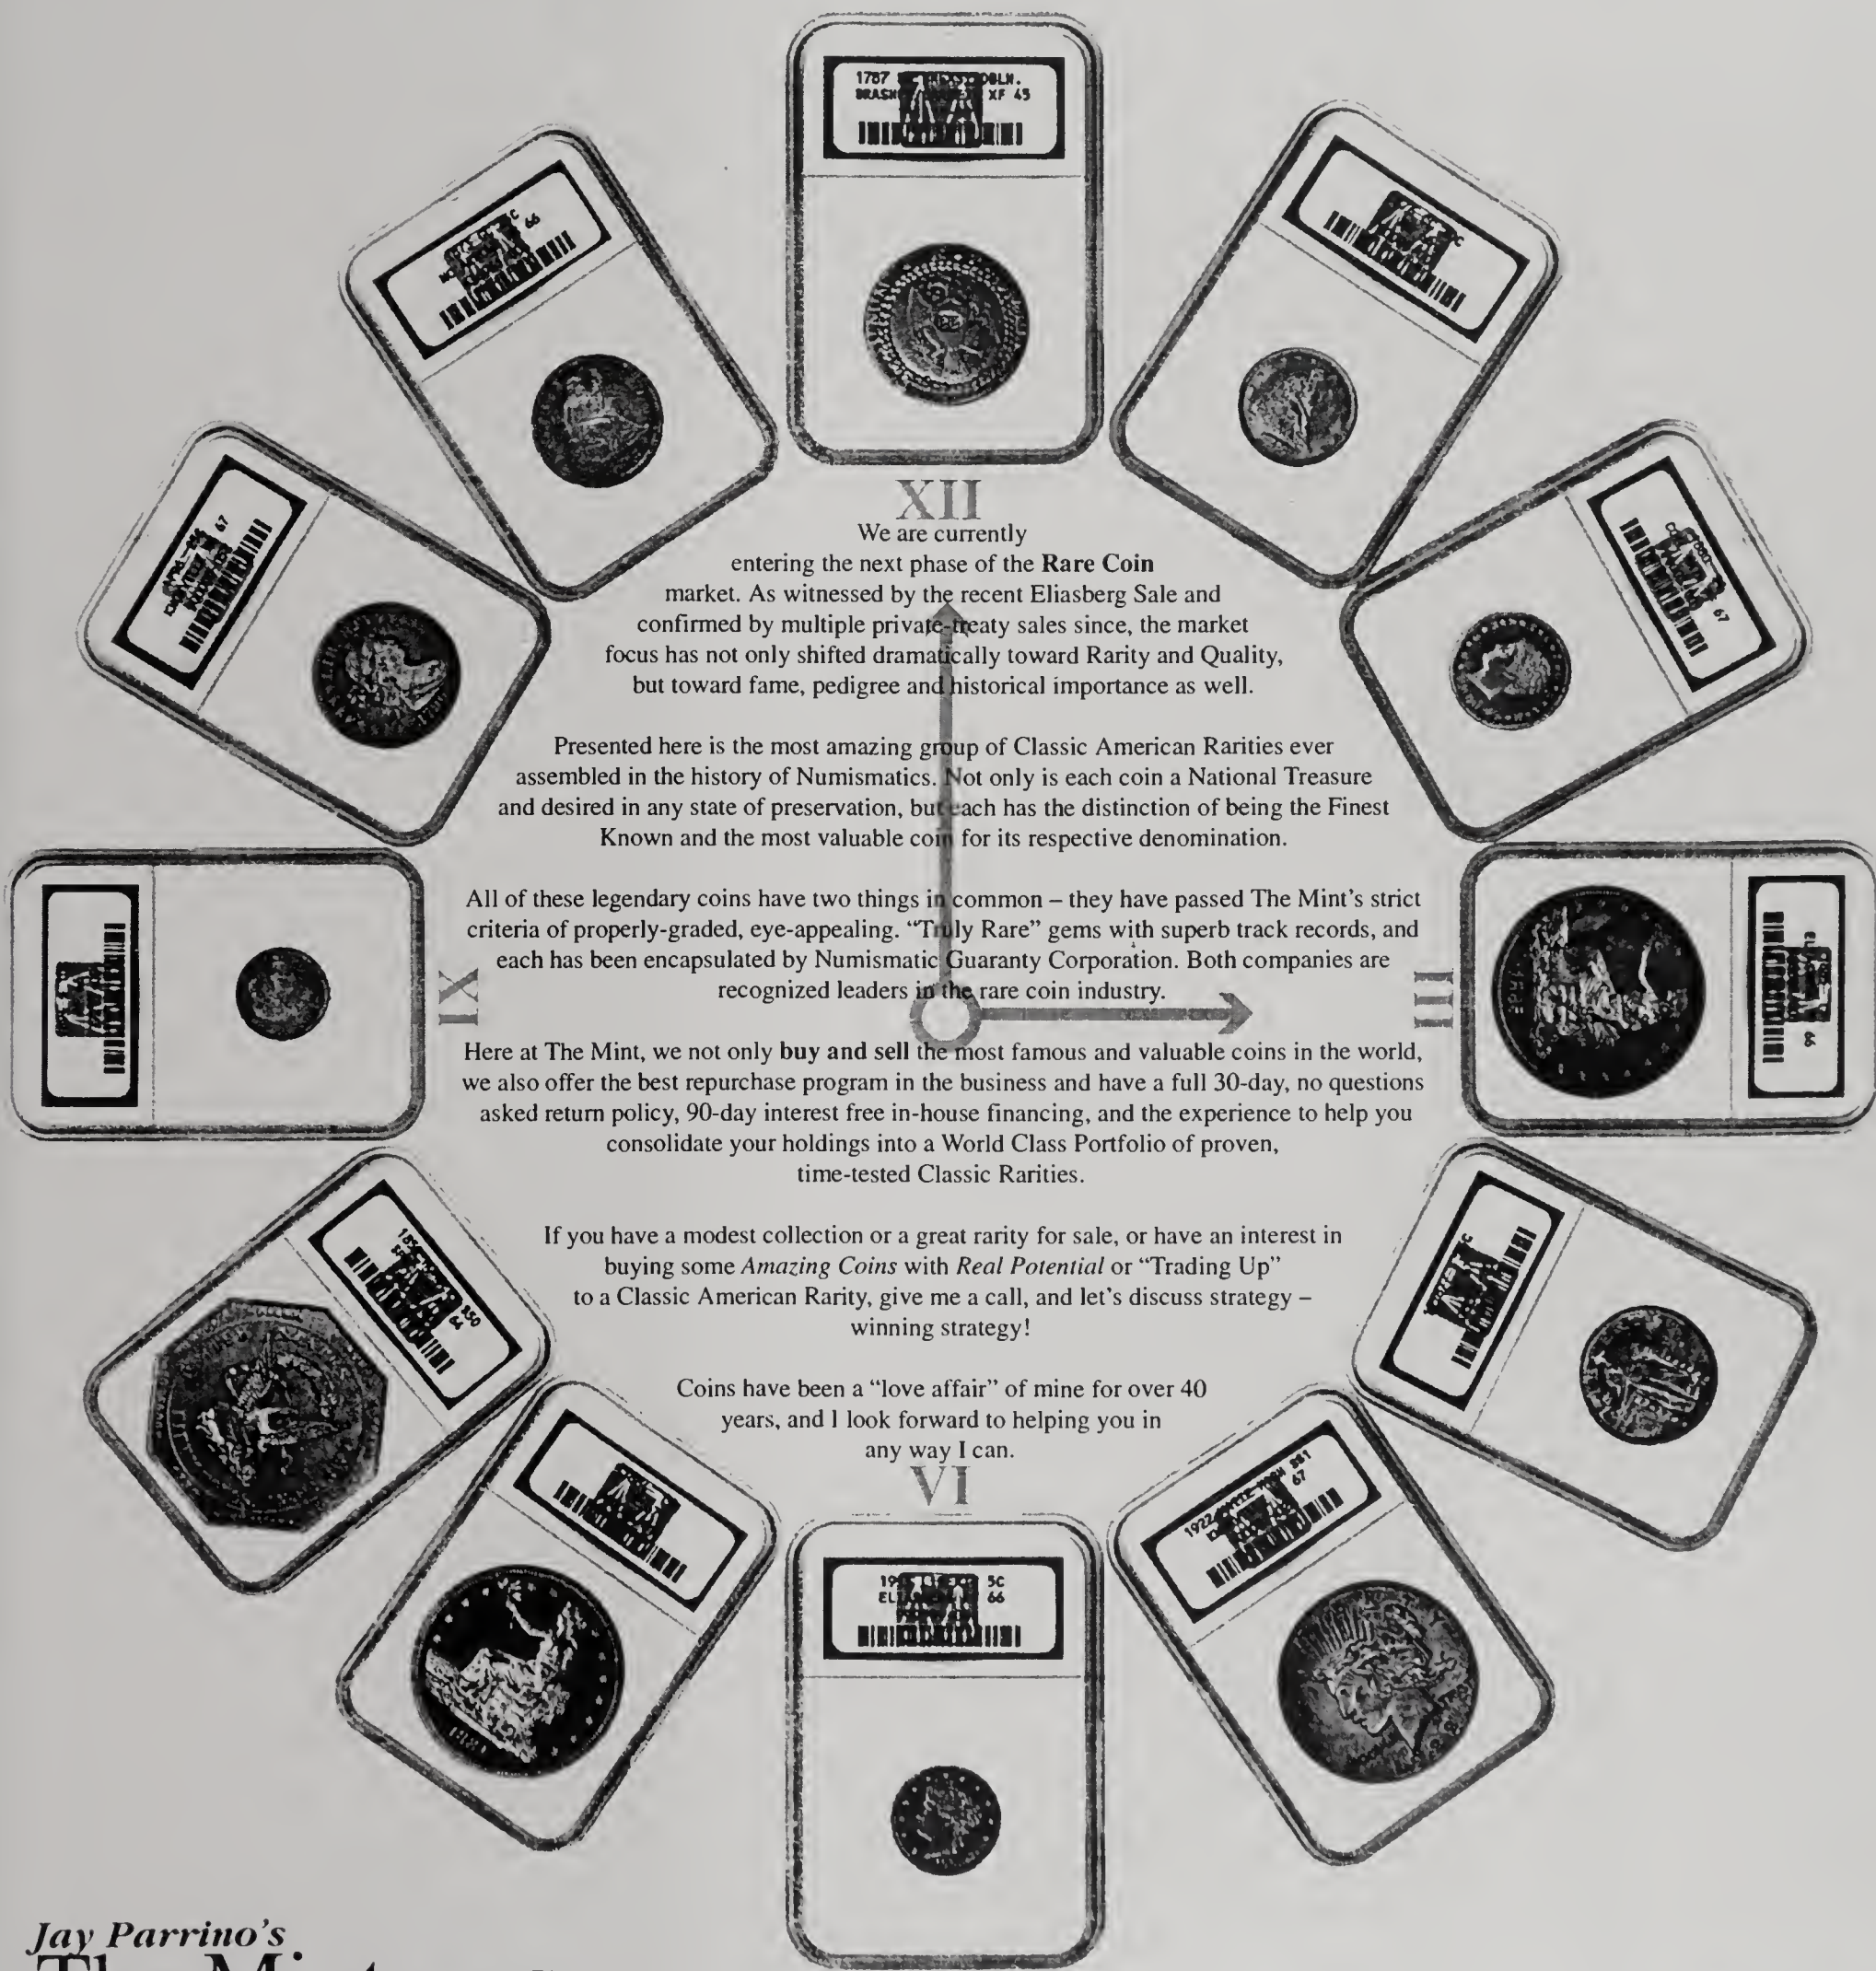 1787
DBLN.
XF 45
XII
We are currently
entering the next phase of the Rare Coin
market. As witnessed by the recent Eliasberg Sale and
confirmed by multiple private-treaty sales since, the market
focus has not only shifted dramatically toward Rarity and Quality,
but toward fame, pedigree and historical importance as well.
Presented here is the most amazing group of Classic American Rarities ever
assembled in the history of Numismatics. Not only is each coin a National Treasure
and desired in any state of preservation, but each has the distinction of being the Finest
Known and the most valuable coin for its respective denomination.
All of these legendary coins have two things in common – they have passed The Mint's strict
criteria of properly-graded, eye-appealing. “Truly Rare” gems with superb track records, and
each has been encapsulated by Numismatic Guaranty Corporation. Both companies are
recognized leaders in the rare coin industry.
IX
III
Here at The Mint, we not only buy and sell the most famous and valuable coins in the world,
we also offer the best repurchase program in the business and have a full 30-day, no questions
asked return policy, 90-day interest free in-house financing, and the experience to help you
consolidate your holdings into a World Class Portfolio of proven,
time-tested Classic Rarities.
If you have a modest collection or a great rarity for sale, or have an interest in
buying some Amazing Coins with Real Potential or “Trading Up”
to a Classic American Rarity, give me a call, and let's discuss strategy –
winning strategy!
Coins have been a “love affair” of mine for over 40
years, and I look forward to helping you in
any way I can.
VI
66
67
67
66
1922
HIGH SS1
67
5C
66
850
64
Jay Parrino's
The Mint